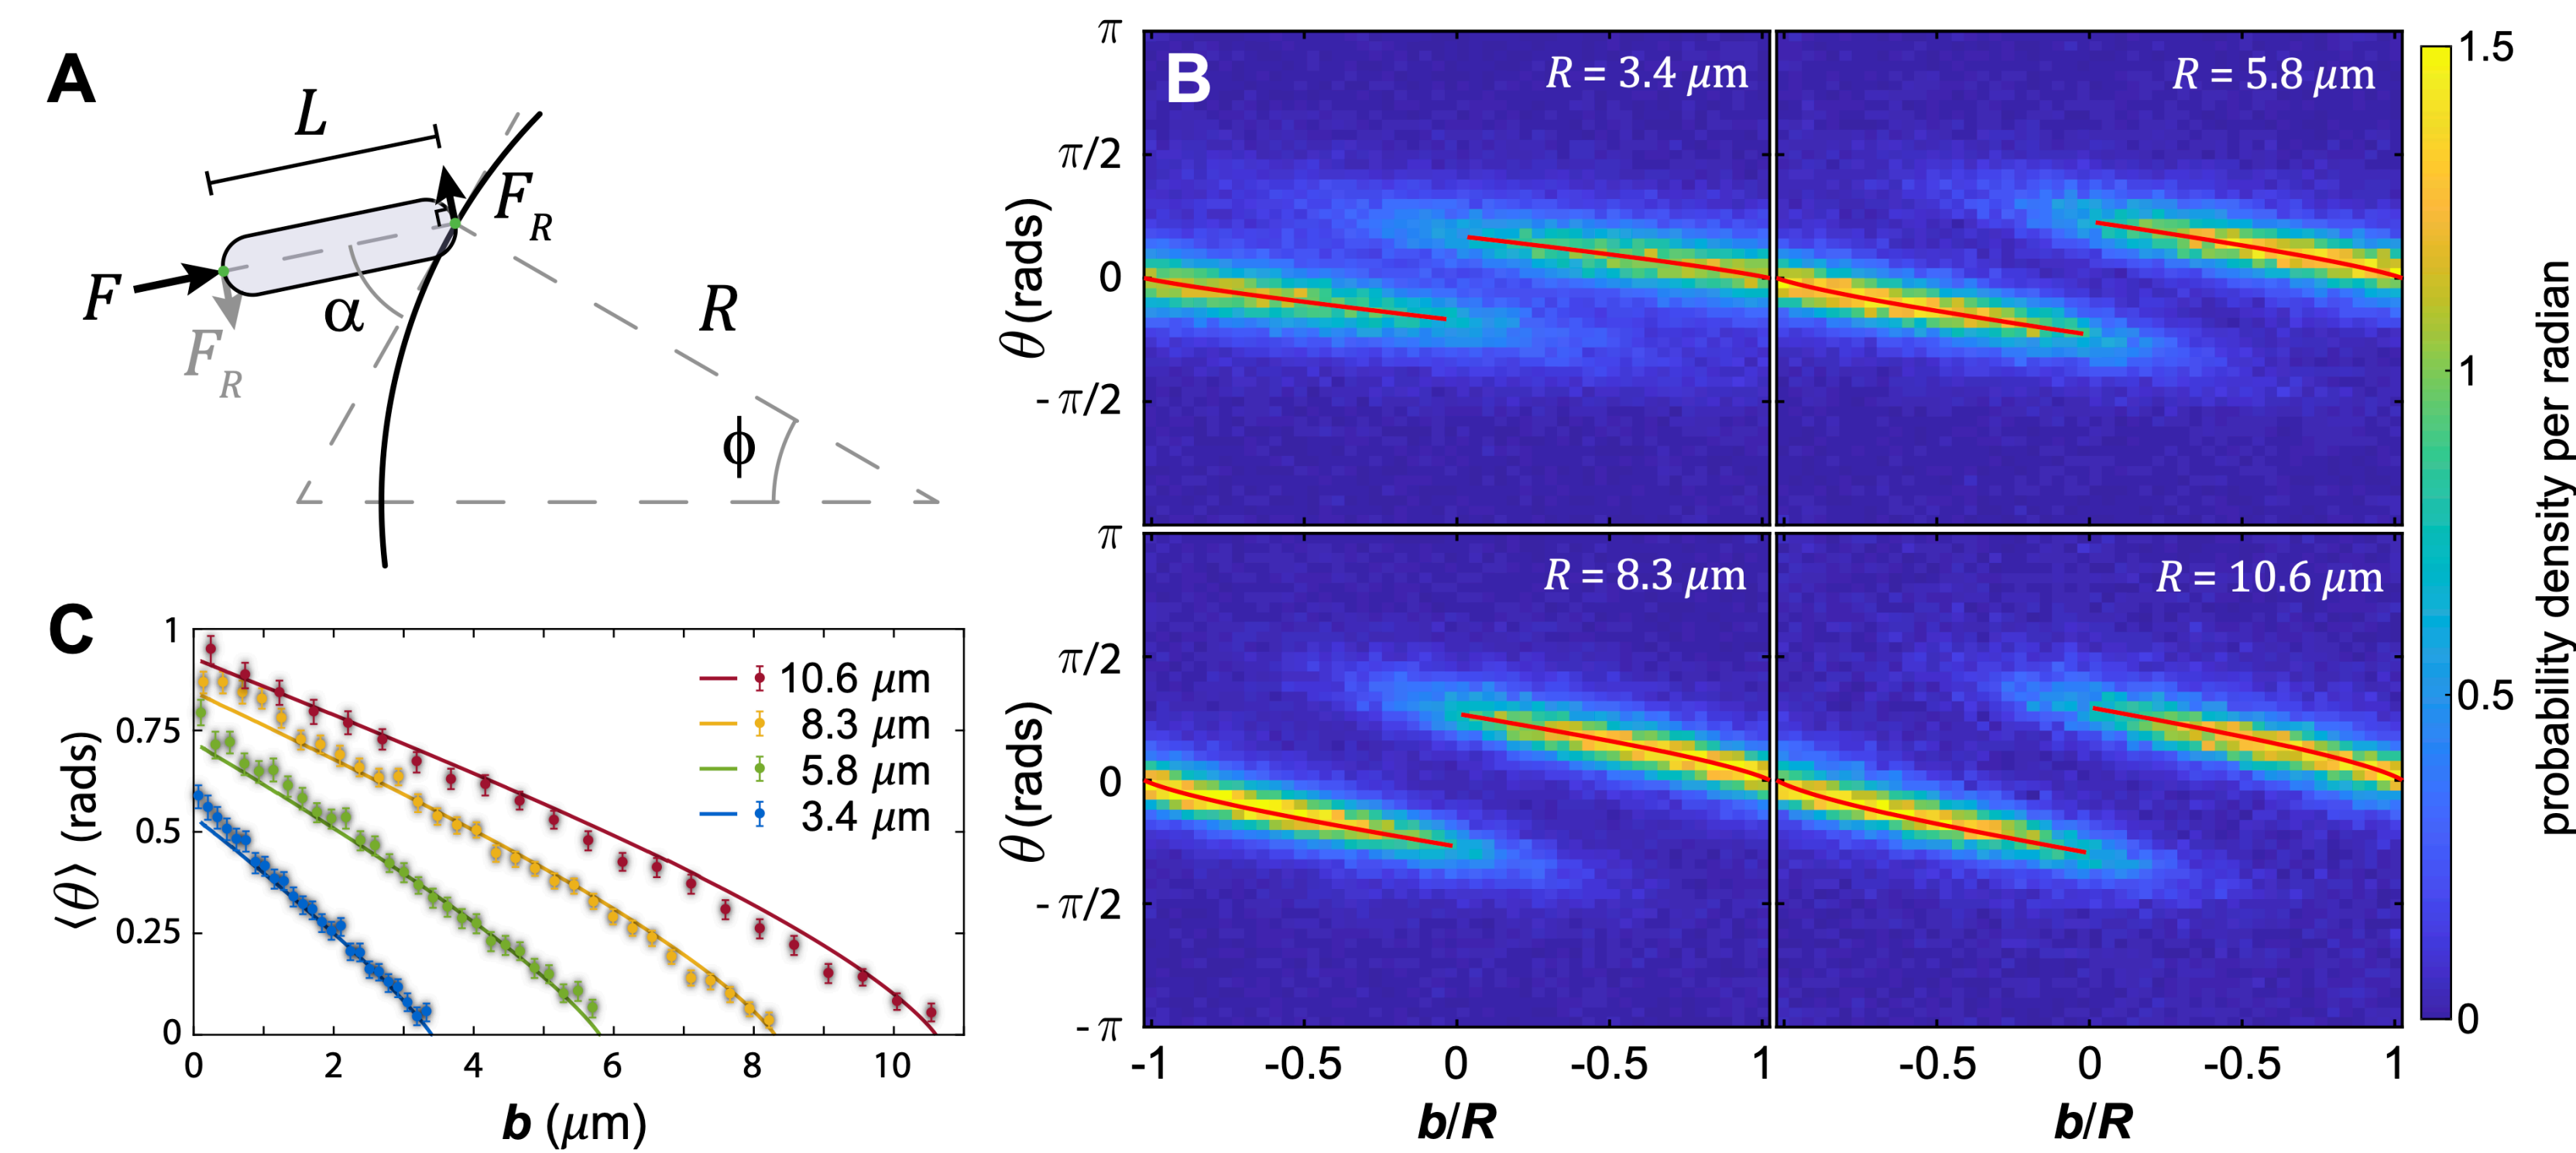 A
L
F
F_R
F_R
α
R
ϕ
B
π
π/2
0
- π/2
θ (rads)
R = 3.4 μm
R = 5.8 μm
π
π/2
0
- π/2
- π
θ (rads)
R = 8.3 μm
R = 10.6 μm
-1 -0.5 0 -0.5 1
-0.5 0 -0.5 1
b/R
b/R
1.5
1
0.5
0
probability density per radian
C
1
0.75
0.5
0.25
0
⟨θ⟩ (rads)
10.6 μm
8.3 μm
5.8 μm
3.4 μm
0 2 4 6 8 10
b (μm)